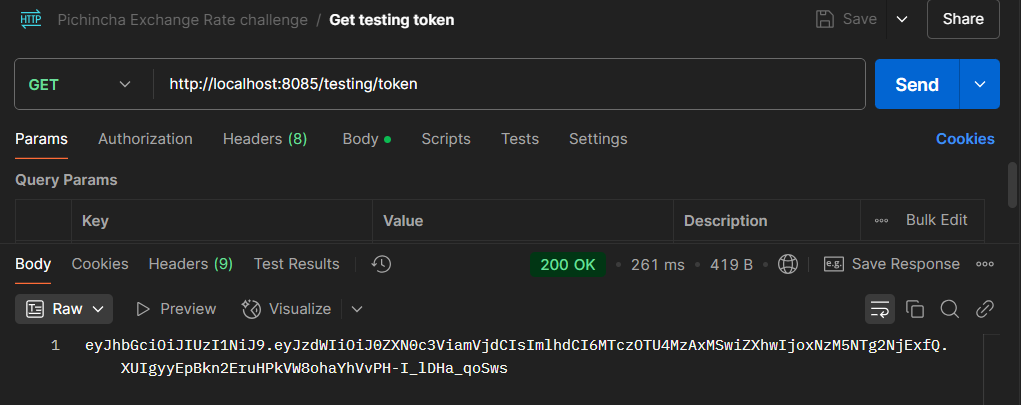 HTTP Pichincha Exchange Rate challenge / Get testing token Save Share
GET http://localhost:8085/testing/token Send
Params Authorization Headers (8) Body Scripts Tests Settings Cookies
Query Params
Key Value Description Bulk Edit
Body Cookies Headers (9) Test Results 200 OK 261 ms 419 B e.g. Save Response
Raw Preview Visualize
1 eyJhbGciOiJIUzI1NiJ9.eyJzdWIiOiJ0ZXN0c3ViamVjdCIsImlhdCI6MTczOTU4MzAxMSwiZXhwIjoxNzM5NTg2NjExfQ.
XUIgyyEpBkn2EruHPkVW8ohaYhVvPH-I_lDHa_qoSws